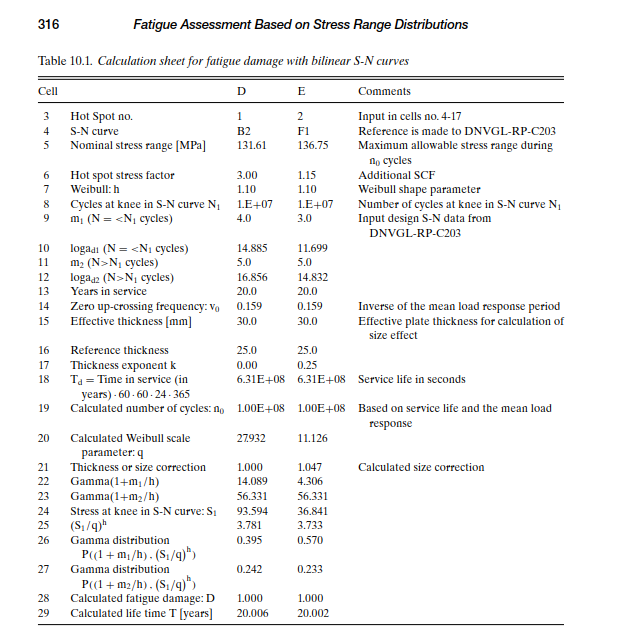 316 Fatigue Assessment Based on Stress Range Distributions
Table 10.1. Calculation sheet for fatigue damage with bilinear S-N curves
Cell D E Comments
3 Hot Spot no. 1 2 Input in cells no. 4-17
4 S-N curve B2 F1 Reference is made to DNVGL-RP-C203
5 Nominal stress range [MPa] 131.61 136.75 Maximum allowable stress range during
n₀ cycles
6 Hot spot stress factor 3.00 1.15 Additional SCF
7 Weibull: h 1.10 1.10 Weibull shape parameter
8 Cycles at knee in S-N curve N₁ 1.E+07 1.E+07 Number of cycles at knee in S-N curve N₁
9 m₁ (N = <N₁ cycles) 4.0 3.0 Input design S-N data from
DNVGL-RP-C203
10 logad1 (N = <N₁ cycles) 14.885 11.699
11 m₂ (N>N₁ cycles) 5.0 5.0
12 logad2 (N>N₁ cycles) 16.856 14.832
13 Years in service 20.0 20.0
14 Zero up-crossing frequency: v₀ 0.159 0.159 Inverse of the mean load response period
15 Effective thickness [mm] 30.0 30.0 Effective plate thickness for calculation of
size effect
16 Reference thickness 25.0 25.0
17 Thickness exponent k 0.00 0.25
18 Td = Time in service (in 6.31E+08 6.31E+08 Service life in seconds
years) · 60 · 60 · 24 · 365
19 Calculated number of cycles: n₀ 1.00E+08 1.00E+08 Based on service life and the mean load
response
20 Calculated Weibull scale 27.932 11.126
parameter: q
21 Thickness or size correction 1.000 1.047 Calculated size correction
22 Gamma(1+m₁/h) 14.089 4.306
23 Gamma(1+m₂/h) 56.331 56.331
24 Stress at knee in S-N curve: S₁ 93.594 36.841
25 (S₁/q)ʰ 3.781 3.733
26 Gamma distribution 0.395 0.570
P((1 + m₁/h) . (S₁/q)ʰ)
27 Gamma distribution 0.242 0.233
P((1 + m₂/h) . (S₁/q)ʰ)
28 Calculated fatigue damage: D 1.000 1.000
29 Calculated life time T [years] 20.006 20.002